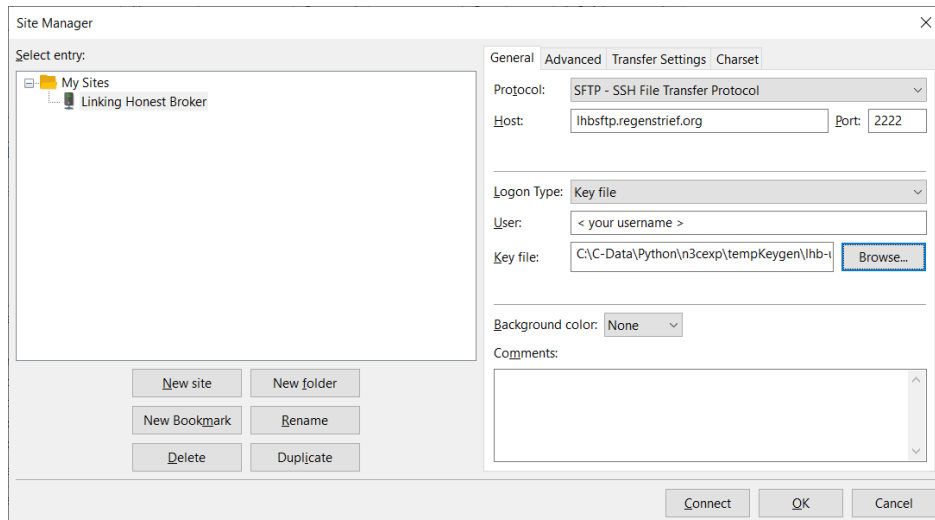 Site Manager
Select entry:
My Sites
Linking Honest Broker
New site
New folder
New Bookmark
Rename
Delete
Duplicate
General Advanced Transfer Settings Charset
Protocol: SFTP - SSH File Transfer Protocol
Host: lhbsftp.regenstrief.org Port: 2222
Logon Type: Key file
User: < your username >
Key file: C:\C-Data\Python\n3cexp\tempKeygen\lhb-u Browse...
Background color: None
Comments:
Connect
OK
Cancel